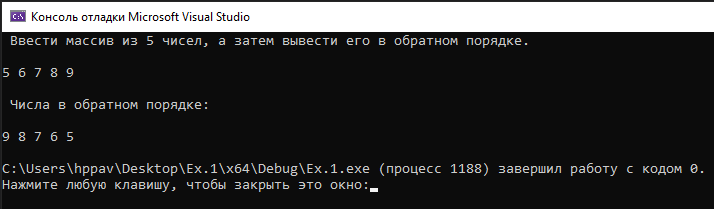 Консоль отладки Microsoft Visual Studio
Ввести массив из 5 чисел, а затем вывести его в обратном порядке.
5 6 7 8 9
Числа в обратном порядке:
9 8 7 6 5
C:\Users\hppav\Desktop\Ex.1\x64\Debug\Ex.1.exe (процесс 1188) завершил работу с кодом 0.
Нажмите любую клавишу, чтобы закрыть это окно: